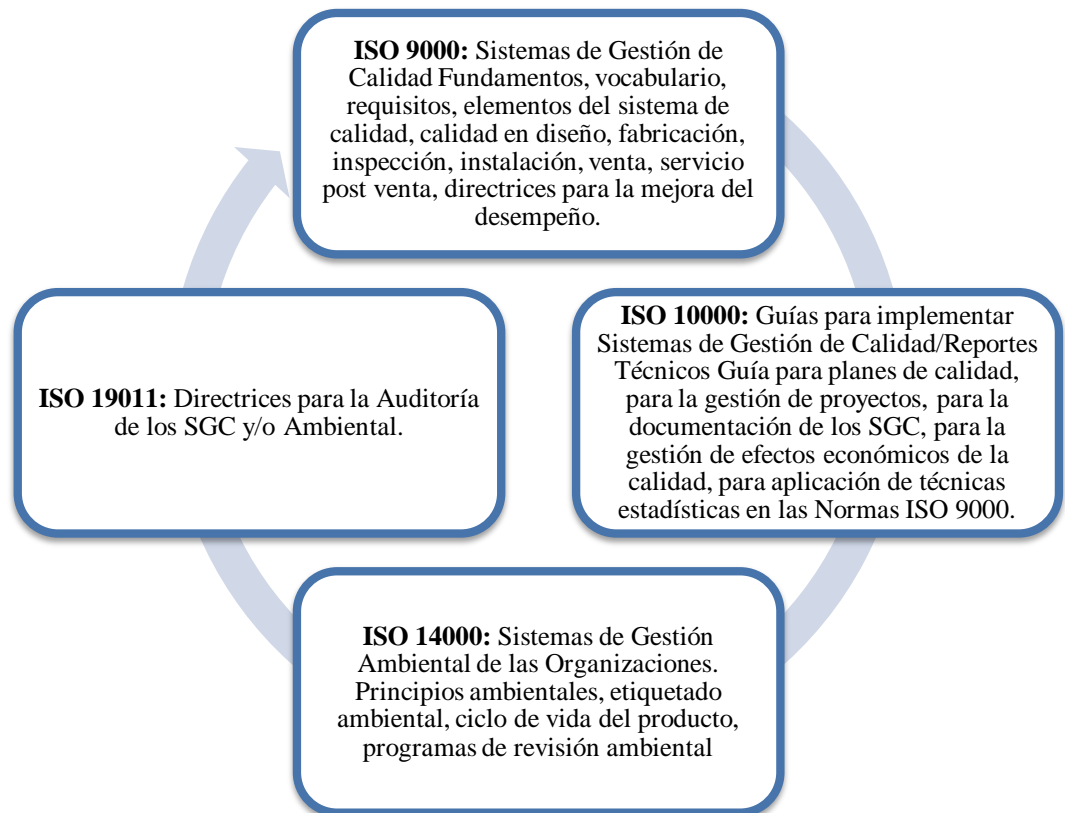 ISO 9000: Sistemas de Gestión de
Calidad Fundamentos, vocabulario,
requisitos, elementos del sistema de
calidad, calidad en diseño, fabricación,
inspección, instalación, venta, servicio
post venta, directrices para la mejora del
desempeño.
ISO 10000: Guías para implementar
Sistemas de Gestión de Calidad/Reportes
Técnicos Guía para planes de calidad,
para la gestión de proyectos, para la
documentación de los SGC, para la
gestión de efectos económicos de la
calidad, para aplicación de técnicas
estadísticas en las Normas ISO 9000.
ISO 14000: Sistemas de Gestión
Ambiental de las Organizaciones.
Principios ambientales, etiquetado
ambiental, ciclo de vida del producto,
programas de revisión ambiental
ISO 19011: Directrices para la Auditoría
de los SGC y/o Ambiental.